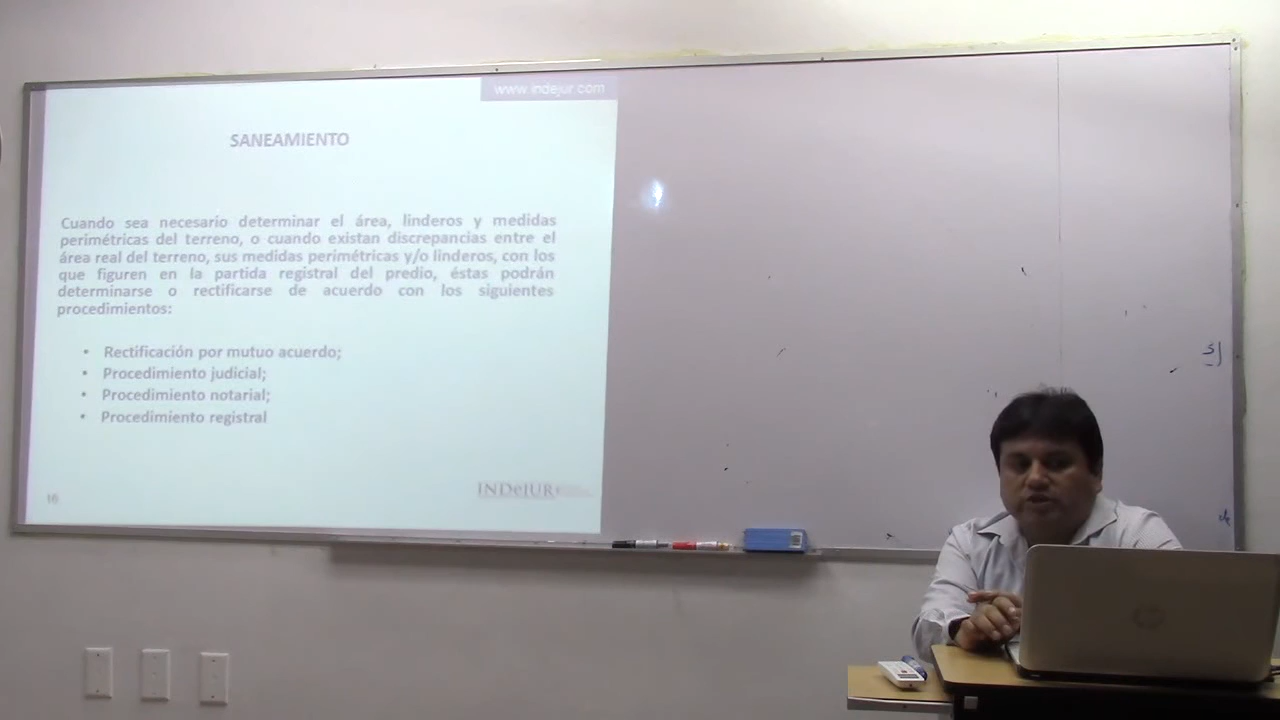 www.indejur.com
SANEAMIENTO
Cuando sea necesario determinar el área, linderos y medidas
perimétricas del terreno, o cuando existan discrepancias entre el
área real del terreno, sus medidas perimétricas y/o linderos, con los
que figuren en la partida registral del predio, éstas podrán
determinarse o rectificarse de acuerdo con los siguientes
procedimientos:
• Rectificación por mutuo acuerdo;
• Procedimiento judicial;
• Procedimiento notarial;
• Procedimiento registral
INDeJUR
16